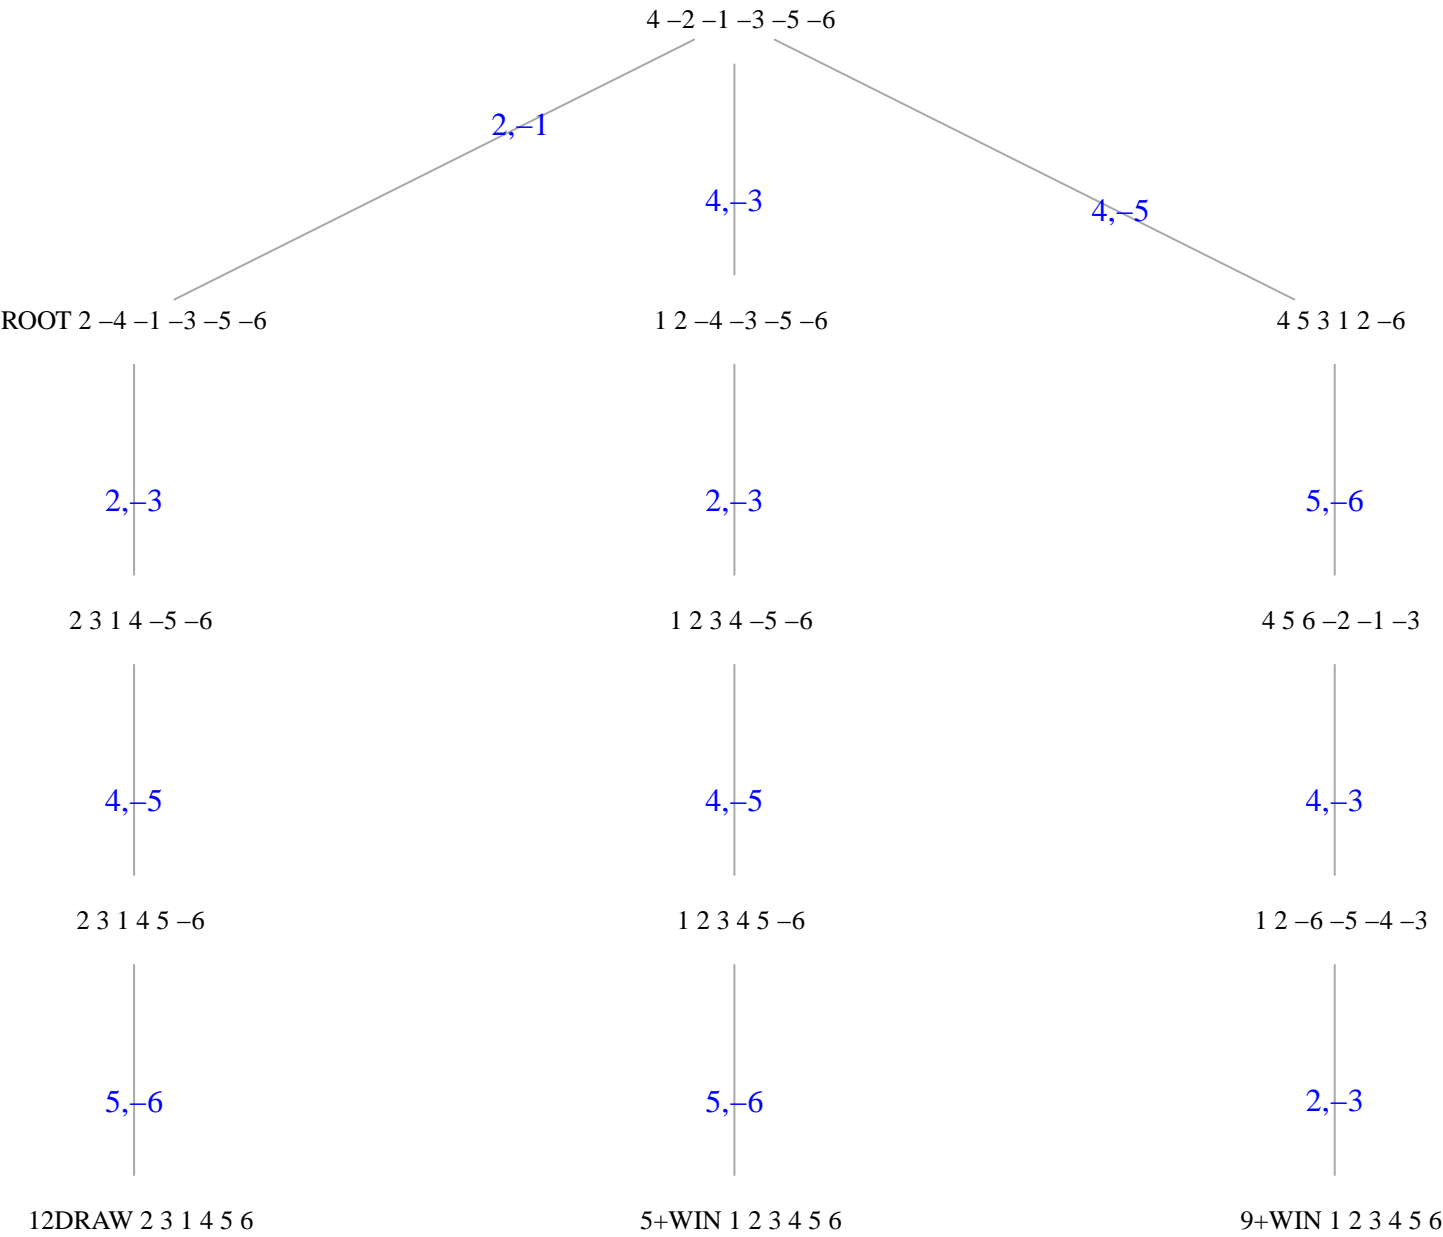 4 –2 –1 –3 –5 –6
2,–1
4,–3
4,–5
ROOT 2 –4 –1 –3 –5 –6
1 2 –4 –3 –5 –6
4 5 3 1 2 –6
2,–3
2,–3
5,–6
2 3 1 4 –5 –6
1 2 3 4 –5 –6
4 5 6 –2 –1 –3
4,–5
4,–5
4,–3
2 3 1 4 5 –6
1 2 3 4 5 –6
1 2 –6 –5 –4 –3
5,–6
5,–6
2,–3
12DRAW 2 3 1 4 5 6
5+WIN 1 2 3 4 5 6
9+WIN 1 2 3 4 5 6